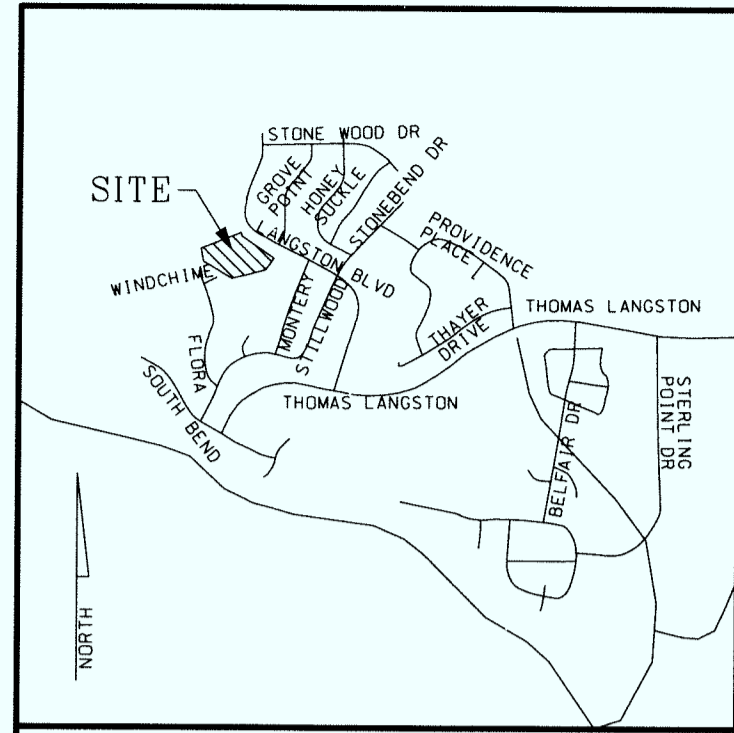 STONE WOOD DR
GROVE
POINT
HONEY
SUCKLE
STONEBEND DR
SITE
LANGSTON BLVD
PROVIDENCE
PLACE
WINDCHIME
MONTERY
STILLWOOD
THAYER
DRIVE
THOMAS LANGSTON
FLORA
SOUTH BEND
THOMAS LANGSTON
BELFAIR DR
STERLING
POINT DR
NORTH